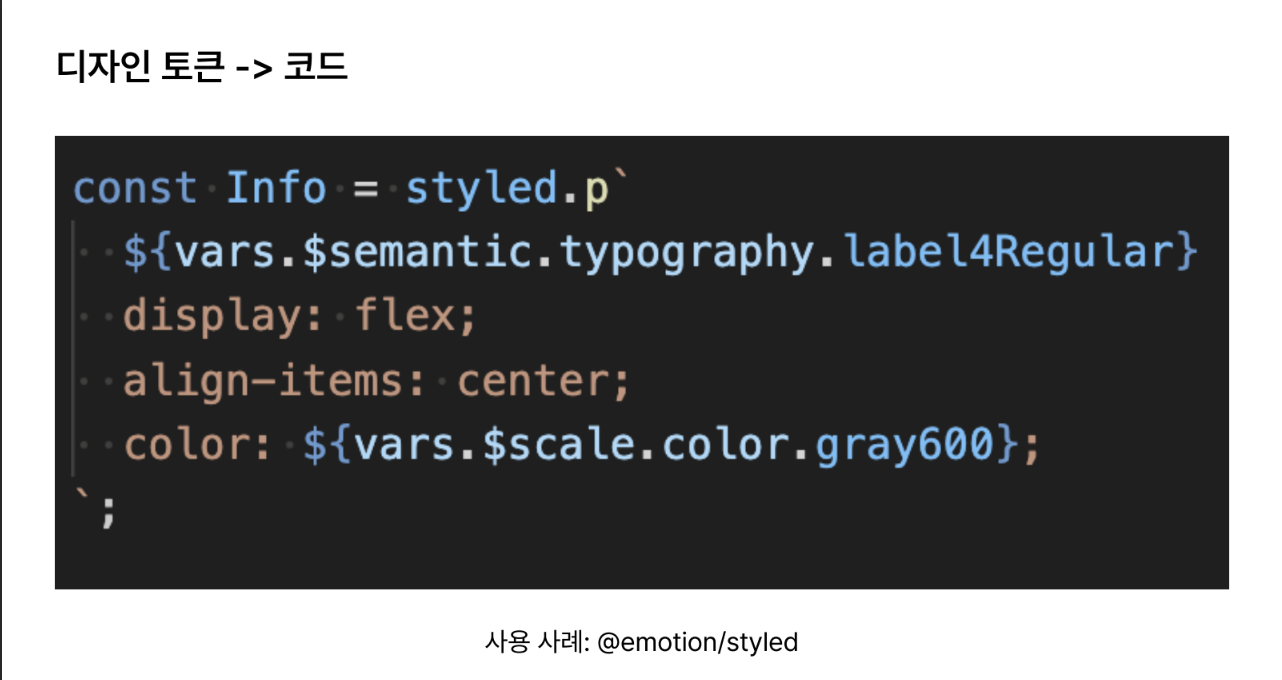 디자인 토큰 -> 코드
const Info = styled.p`
  ${vars.$semantic.typography.label4Regular}
  display: flex;
  align-items: center;
  color: ${vars.$scale.color.gray600};
`;
사용 사례: @emotion/styled